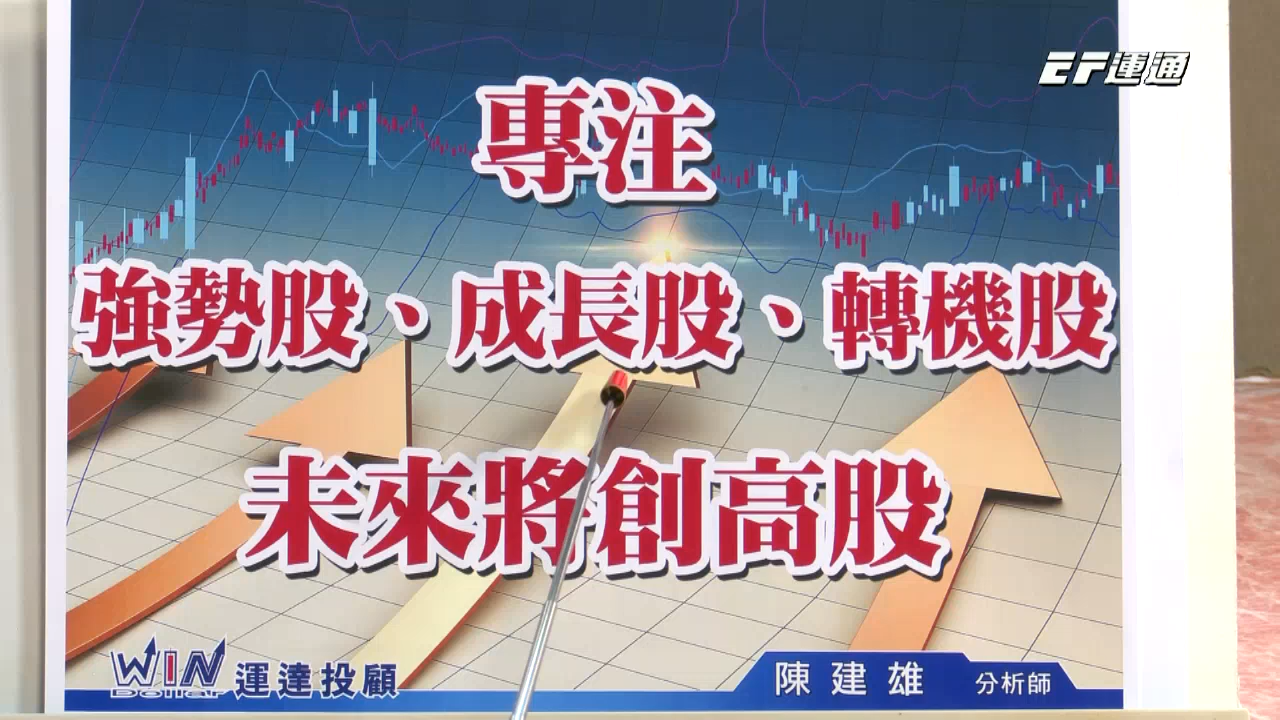 EF運通
專注
強勢股、成長股、轉機股
未來將創高股
WIN
Dollar
運達投顧
陳建雄 分析師